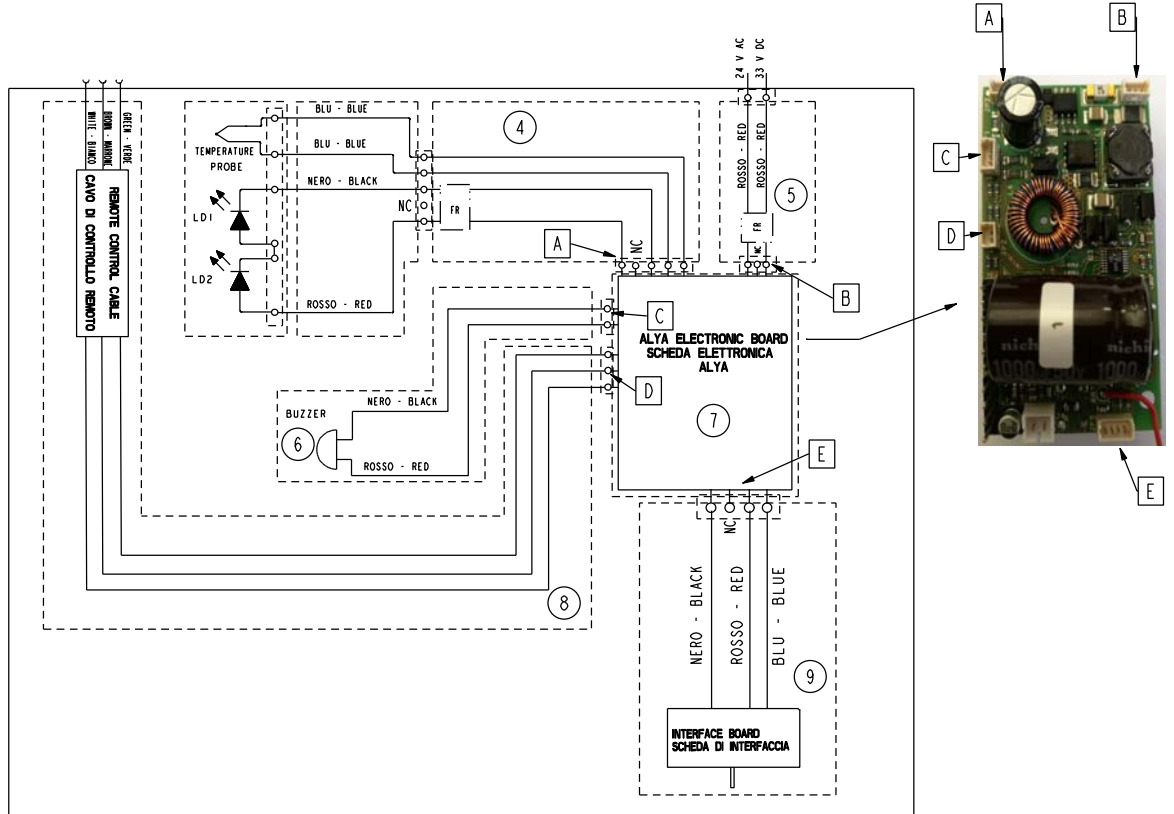 A
B
C
D
E
24 V AC
33 V DC
ROSSO - RED
ROSSO - RED
FR
NC
5
B
4
BLU - BLUE
BLU - BLUE
NERO - BLACK
NC
FR
ROSSO - RED
TEMPERATURE
PROBE
LD1
LD2
A
NC
GREEN - VERDE
BROWN - MARRONE
WHITE - BIANCO
REMOTE CONTROL CABLE
CAVO DI CONTROLLO REMOTO
C
D
ALYA ELECTRONIC BOARD
SCHEDA ELETTRONICA
ALYA
7
E
BUZZER
6
NERO - BLACK
ROSSO - RED
8
NC
NERO - BLACK
ROSSO - RED
BLU - BLUE
9
INTERFACE BOARD
SCHEDA DI INTERFACCIA
1
nichi
nichi